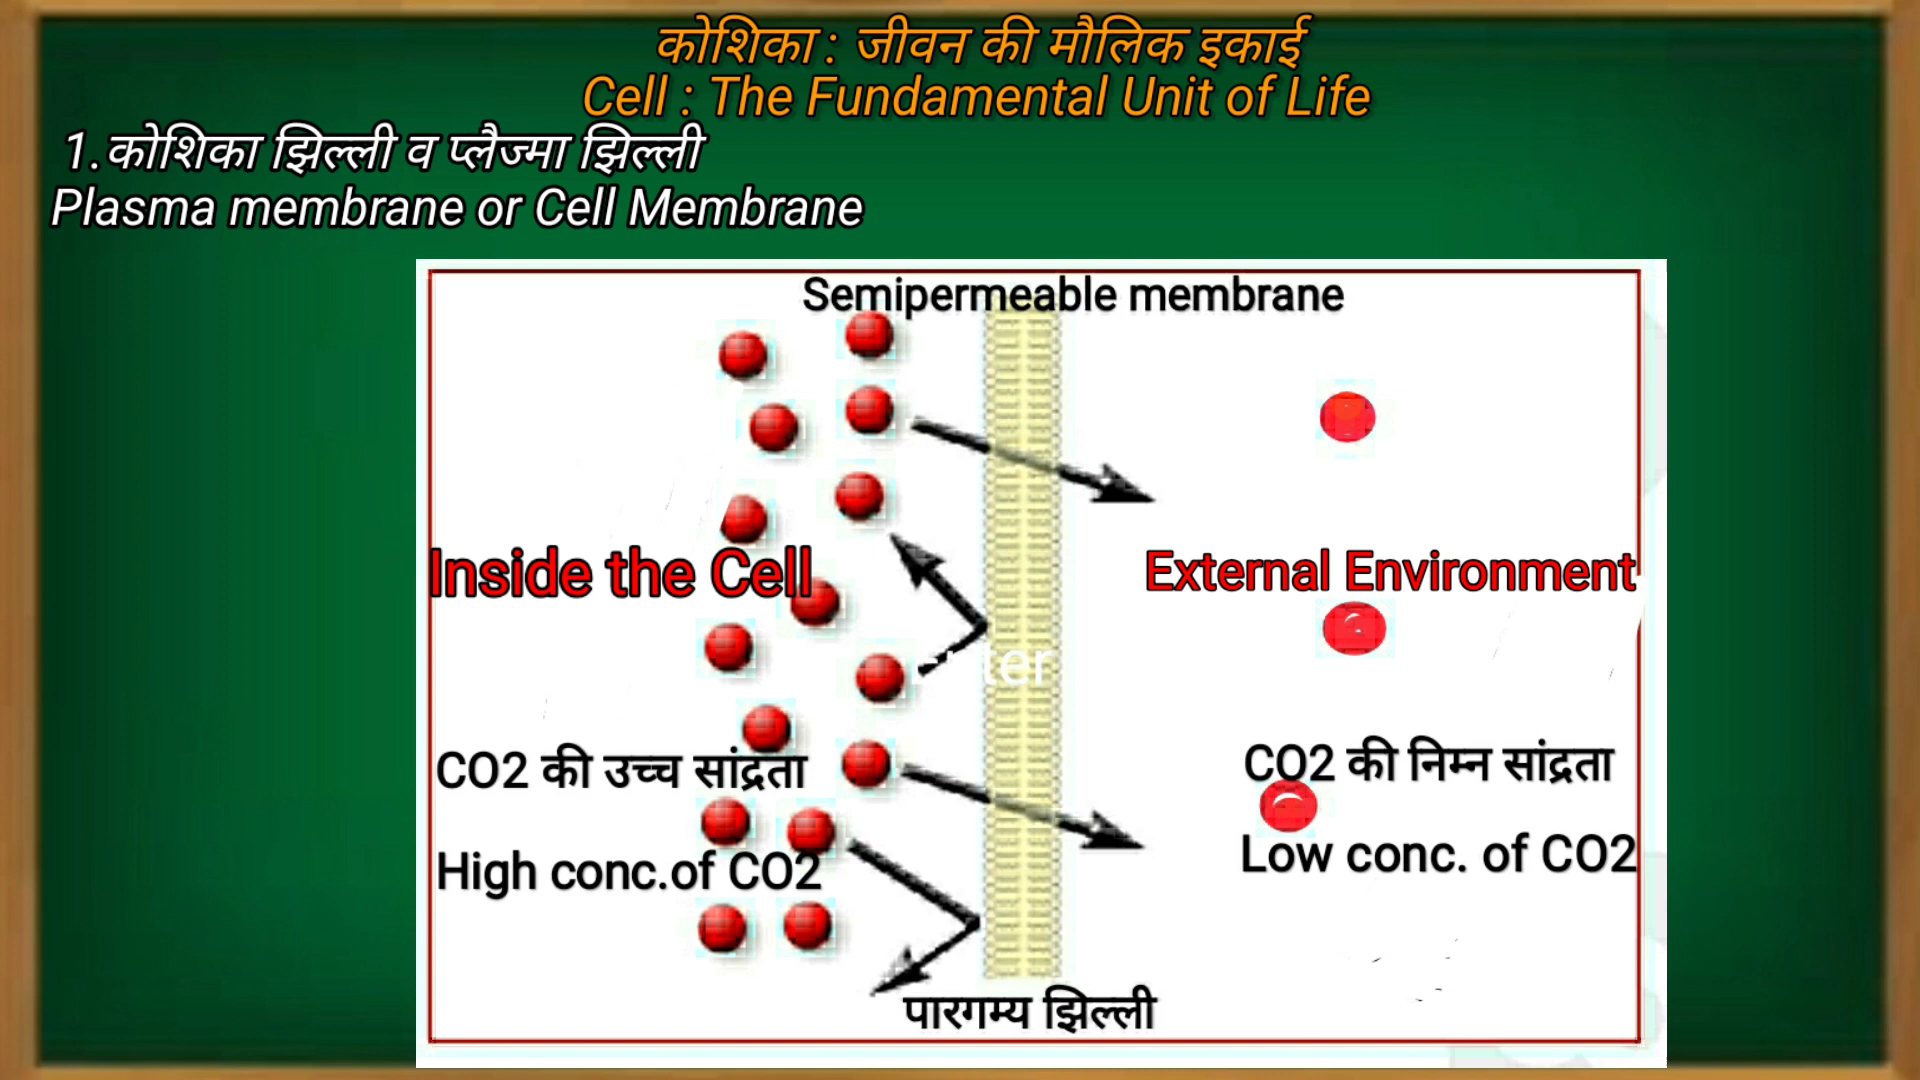 कोशिका : जीवन की मौलिक इकाई
Cell : The Fundamental Unit of Life
1.कोशिका झिल्ली व प्लैज्मा झिल्ली
Plasma membrane or Cell Membrane
Semipermeable membrane
Inside the Cell
External Environment
CO2 की उच्च सांद्रता
CO2 की निम्न सांद्रता
High conc.of CO2
Low conc. of CO2
पारगम्य झिल्ली